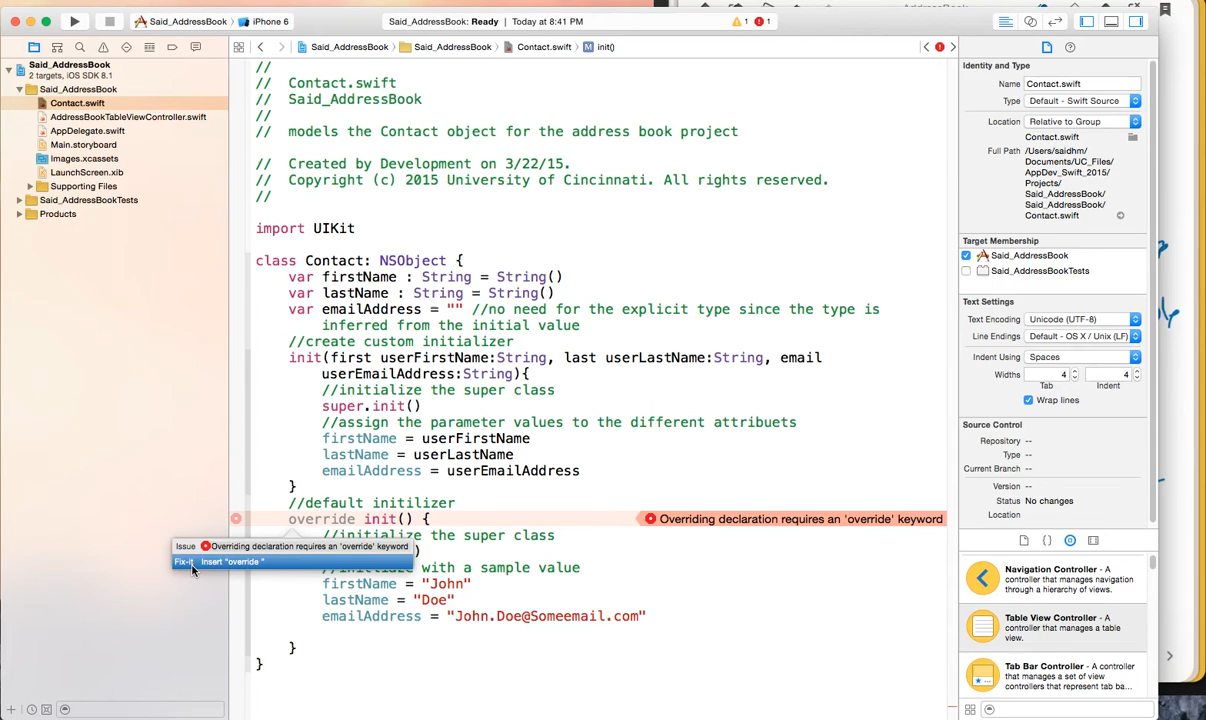 Said_AddressBook
iPhone 6
Said_AddressBook: Ready
Today at 8:41 PM
1
1
Said_AddressBook
Said_AddressBook
Contact.swift
M
init()
Said_AddressBook
2 targets, iOS SDK 8.1
Said_AddressBook
Contact.swift
AddressBookTableViewController.swift
AppDelegate.swift
Main.storyboard
Images.xcassets
LaunchScreen.xib
Supporting Files
Said_AddressBookTests
Products
//
//  Contact.swift
//  Said_AddressBook
//
//  models the Contact object for the address book project
//  Created by Development on 3/22/15.
//  Copyright (c) 2015 University of Cincinnati. All rights reserved.
//
import UIKit
class Contact: NSObject {
var firstName : String = String()
var lastName : String = String()
var emailAddress = "" //no need for the explicit type since the type is
inferred from the initial value
//create custom initializer
init(first userFirstName:String, last userLastName:String, email
userEmailAddress:String){
//initialize the super class
super.init()
//assign the parameter values to the different attribuets
firstName = userFirstName
lastName = userLastName
emailAddress = userEmailAddress
}
//default initilizer
override init() {
Overriding declaration requires an 'override' keyword
//initialize the super class
Issue
Overriding declaration requires an 'override' keyword
)
Fix-it
Insert "override "
with a sample value
firstName = "John"
lastName = "Doe"
emailAddress = "John.Doe@Someemail.com"
}
}
Identity and Type
Name
Contact.swift
Type
Default - Swift Source
Location
Relative to Group
Contact.swift
Full Path
/Users/saidhm/
Documents/UC_Files/
AppDev_Swift_2015/
Projects/
Said_AddressBook/
Said_AddressBook/
Contact.swift
Target Membership
Said_AddressBook
Said_AddressBookTests
Text Settings
Text Encoding
Unicode (UTF-8)
Line Endings
Default - OS X / Unix (LF)
Indent Using
Spaces
Widths
4
4
Tab
Indent
Wrap lines
Source Control
Repository --
Type --
Current Branch --
Version --
Status No changes
Location
Navigation Controller - A
controller that manages navigation
through a hierarchy of views.
Table View Controller - A
controller that manages a table
view.
Tab Bar Controller - A controller
that manages a set of view
controllers that represent tab ba...